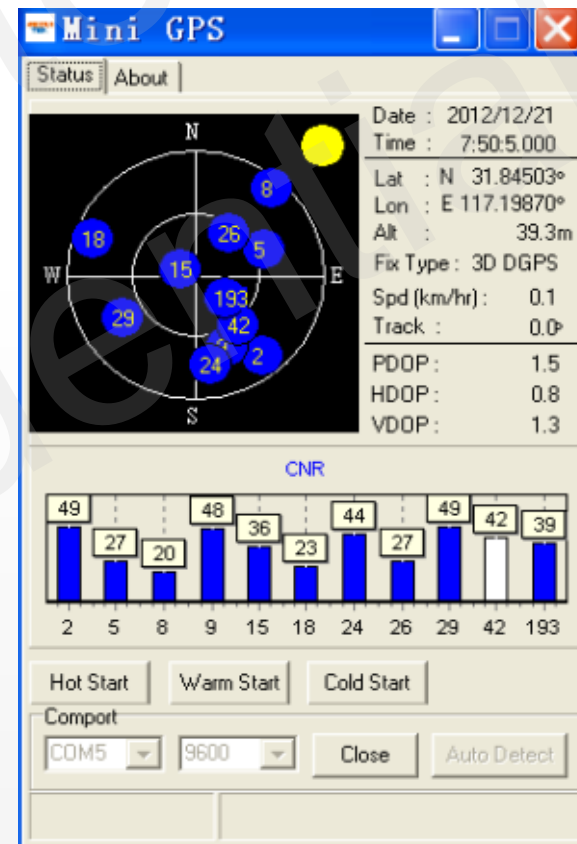 Mini GPS
Status About
N
W
E
S
8
18
26
5
15
193
29
42
2
24
Date : 2012/12/21
Time : 7:50:5.000
Lat : N 31.84503°
Lon : E 117.19870°
Alt : 39.3m
Fix Type : 3D DGPS
Spd (km/hr) : 0.1
Track : 0.0°
PDOP : 1.5
HDOP : 0.8
VDOP : 1.3
CNR
49 27 20 48 36 23 44 27 49 42 39
2 5 8 9 15 18 24 26 29 42 193
Hot Start Warm Start Cold Start
Comport
COM5 9600 Close Auto Detect